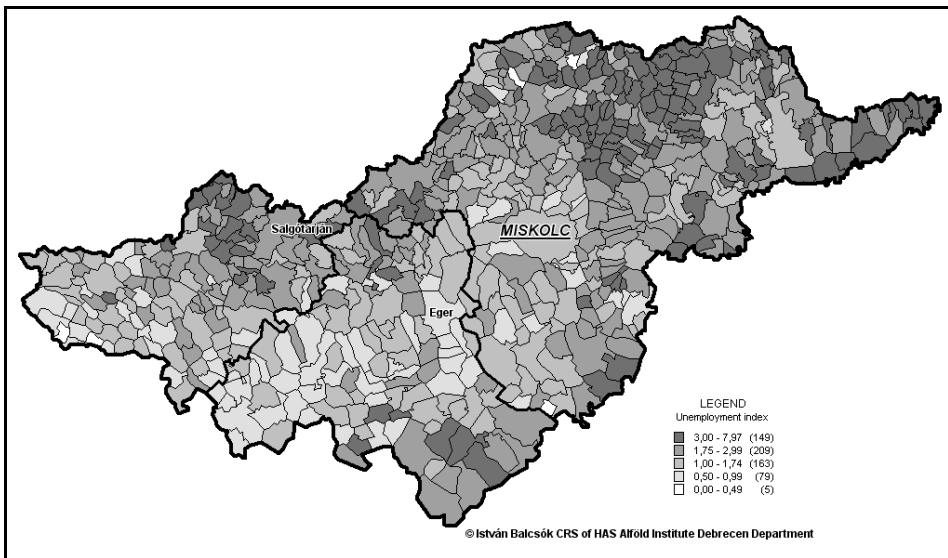 Salgótarján
MISKOLC
Eger
LEGEND
Unemployment index
3,00 - 7,97 (149)
1,75 - 2,99 (209)
1,00 - 1,74 (163)
0,50 - 0,99 (79)
0,00 - 0,49 (5)
© István Balcsók CRS of HAS Alföld Institute Debrecen Department